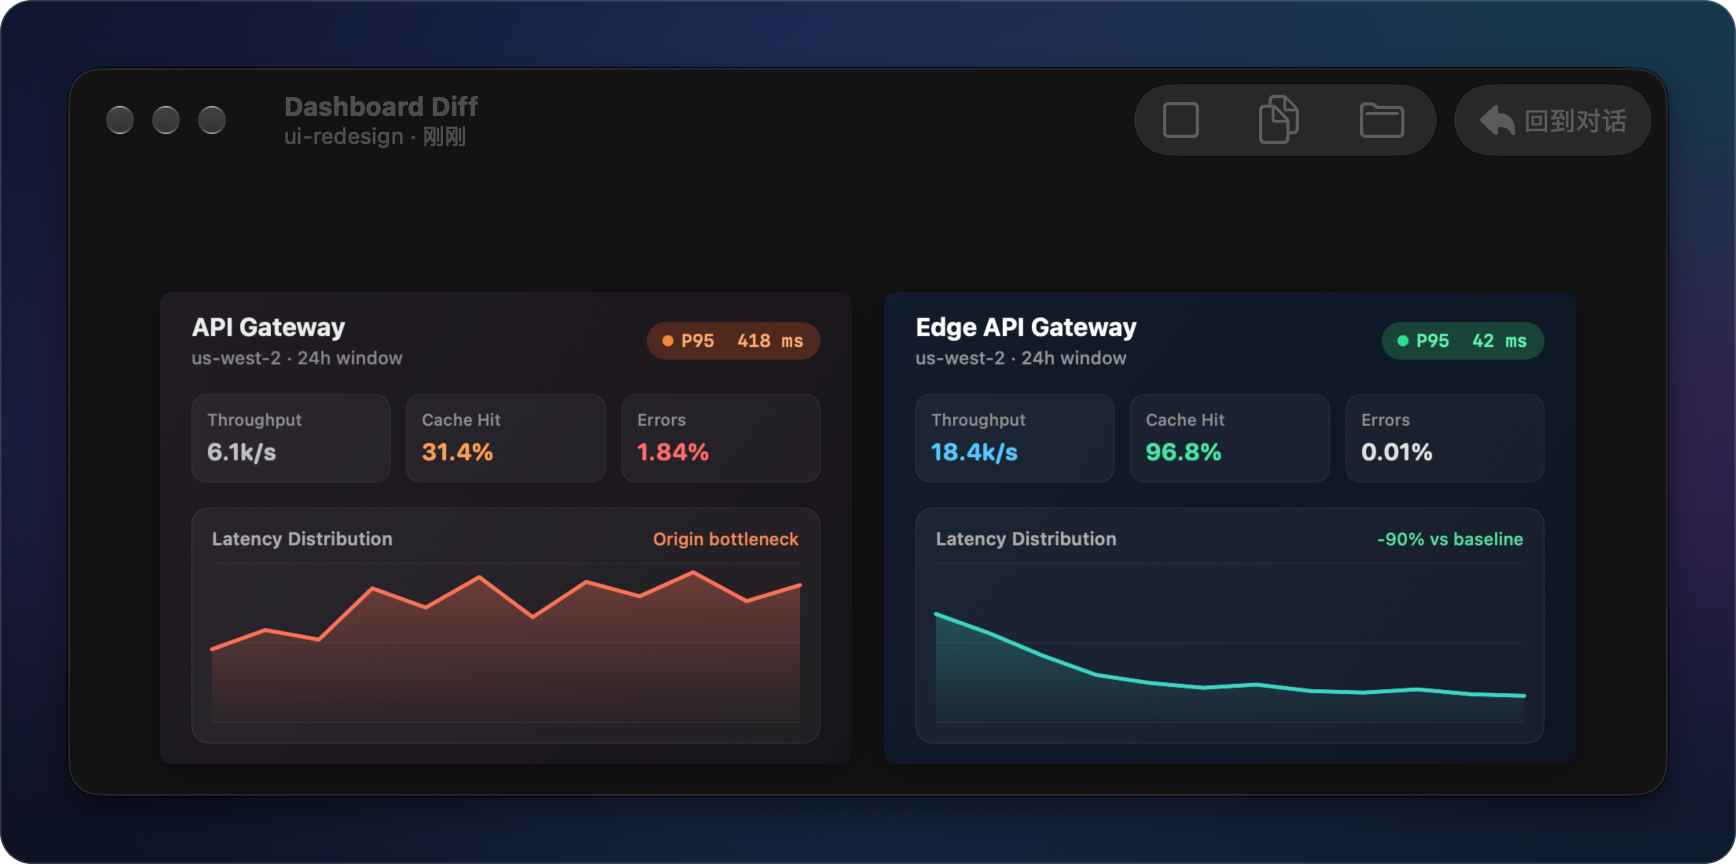 Dashboard Diff
ui-redesign · 刚刚
回到对话
API Gateway
us-west-2 · 24h window
P95 418 ms
Throughput
6.1k/s
Cache Hit
31.4%
Errors
1.84%
Latency Distribution
Origin bottleneck
Edge API Gateway
us-west-2 · 24h window
P95 42 ms
Throughput
18.4k/s
Cache Hit
96.8%
Errors
0.01%
Latency Distribution
-90% vs baseline